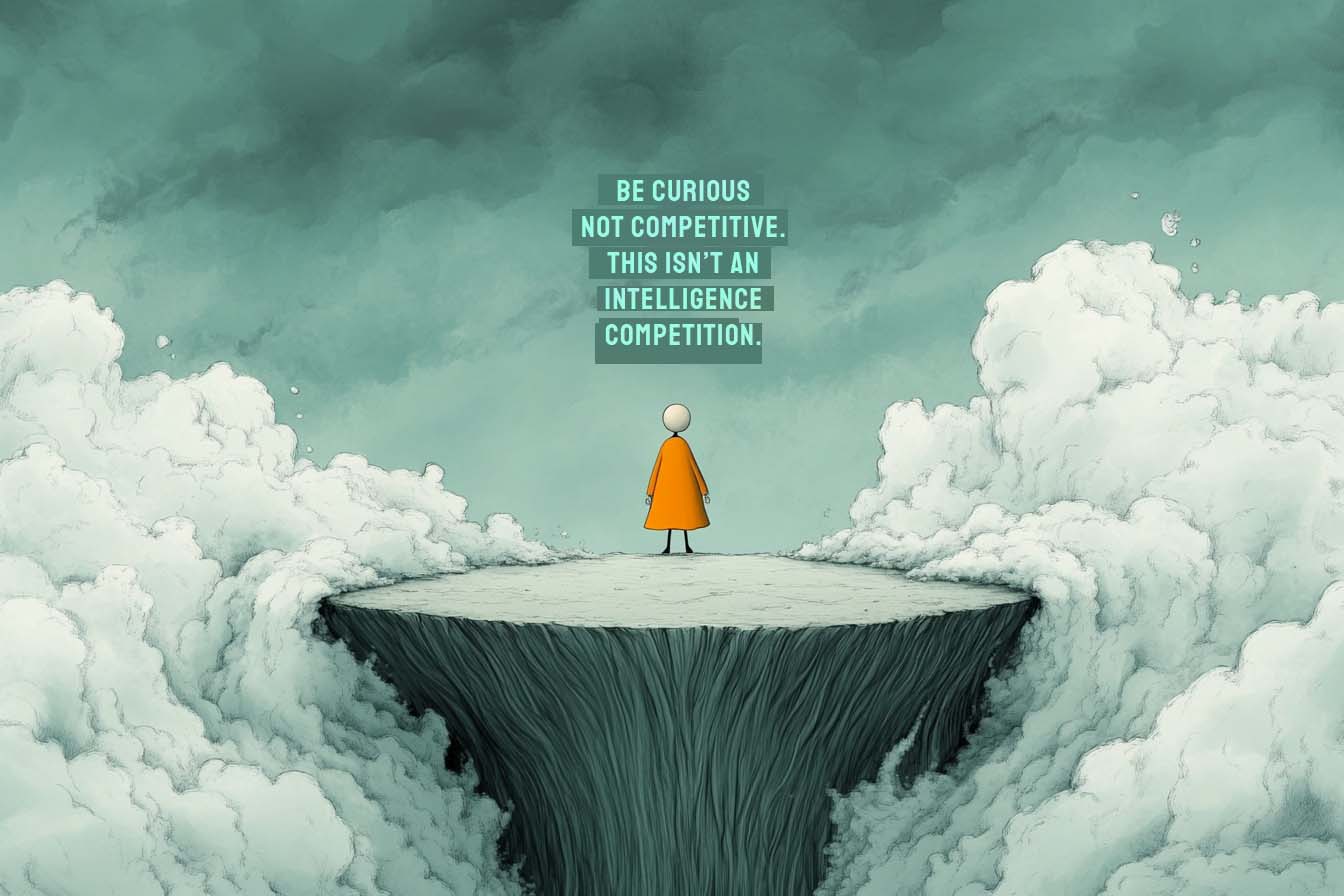 BE CURIOUS
NOT COMPETITIVE.
THIS ISN’T AN
INTELLIGENCE
COMPETITION.